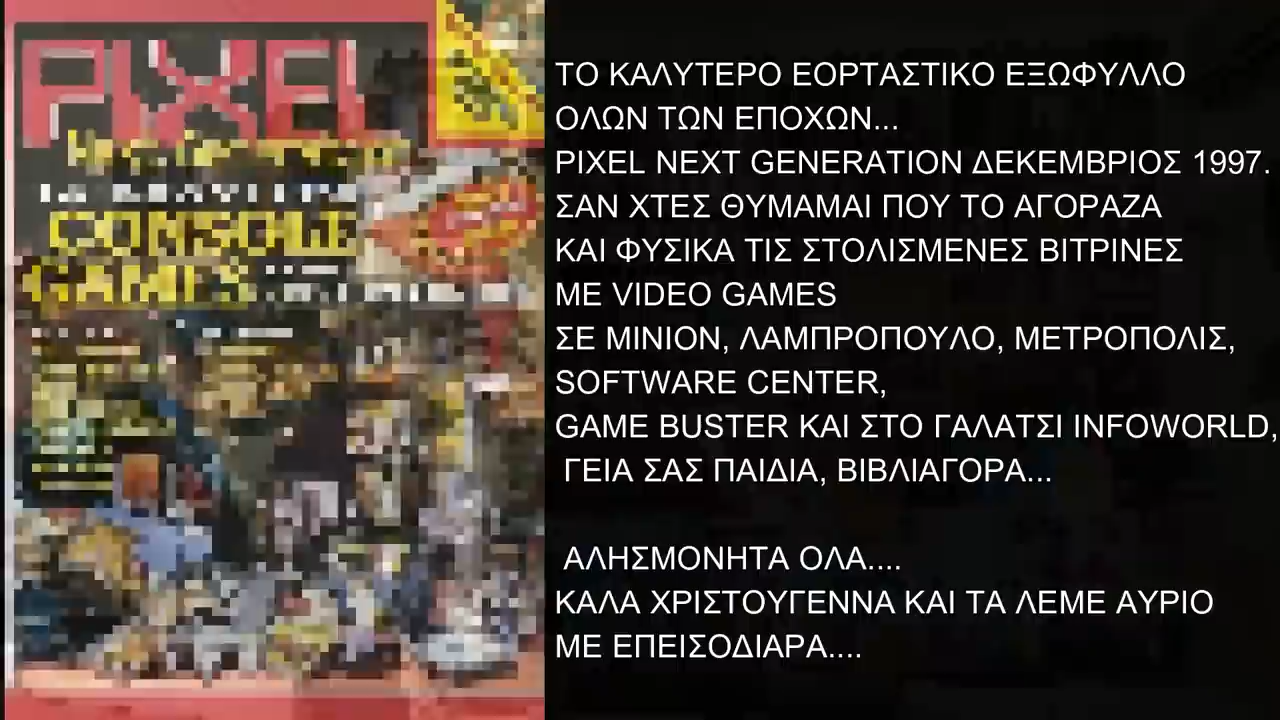 PIXEL
CONSOLE
GAMES
ΤΟ ΚΑΛΥΤΕΡΟ ΕΟΡΤΑΣΤΙΚΟ ΕΞΩΦΥΛΛΟ
ΟΛΩΝ ΤΩΝ ΕΠΟΧΩΝ...
PIXEL NEXT GENERATION ΔΕΚΕΜΒΡΙΟΣ 1997.
ΣΑΝ ΧΤΕΣ ΘΥΜΑΜΑΙ ΠΟΥ ΤΟ ΑΓΟΡΑΖΑ
ΚΑΙ ΦΥΣΙΚΑ ΤΙΣ ΣΤΟΛΙΣΜΕΝΕΣ ΒΙΤΡΙΝΕΣ
ΜΕ VIDEO GAMES
ΣΕ ΜΙΝΙΟΝ, ΛΑΜΠΡΟΠΟΥΛΟ, ΜΕΤΡΟΠΟΛΙΣ,
SOFTWARE CENTER,
GAME BUSTER ΚΑΙ ΣΤΟ ΓΑΛΑΤΣΙ INFOWORLD,
ΓΕΙΑ ΣΑΣ ΠΑΙΔΙΑ, ΒΙΒΛΙΑΓΟΡΑ...
ΑΛΗΣΜΟΝΗΤΑ ΟΛΑ....
ΚΑΛΑ ΧΡΙΣΤΟΥΓΕΝΝΑ ΚΑΙ ΤΑ ΛΕΜΕ ΑΥΡΙΟ
ΜΕ ΕΠΕΙΣΟΔΙΑΡΑ....